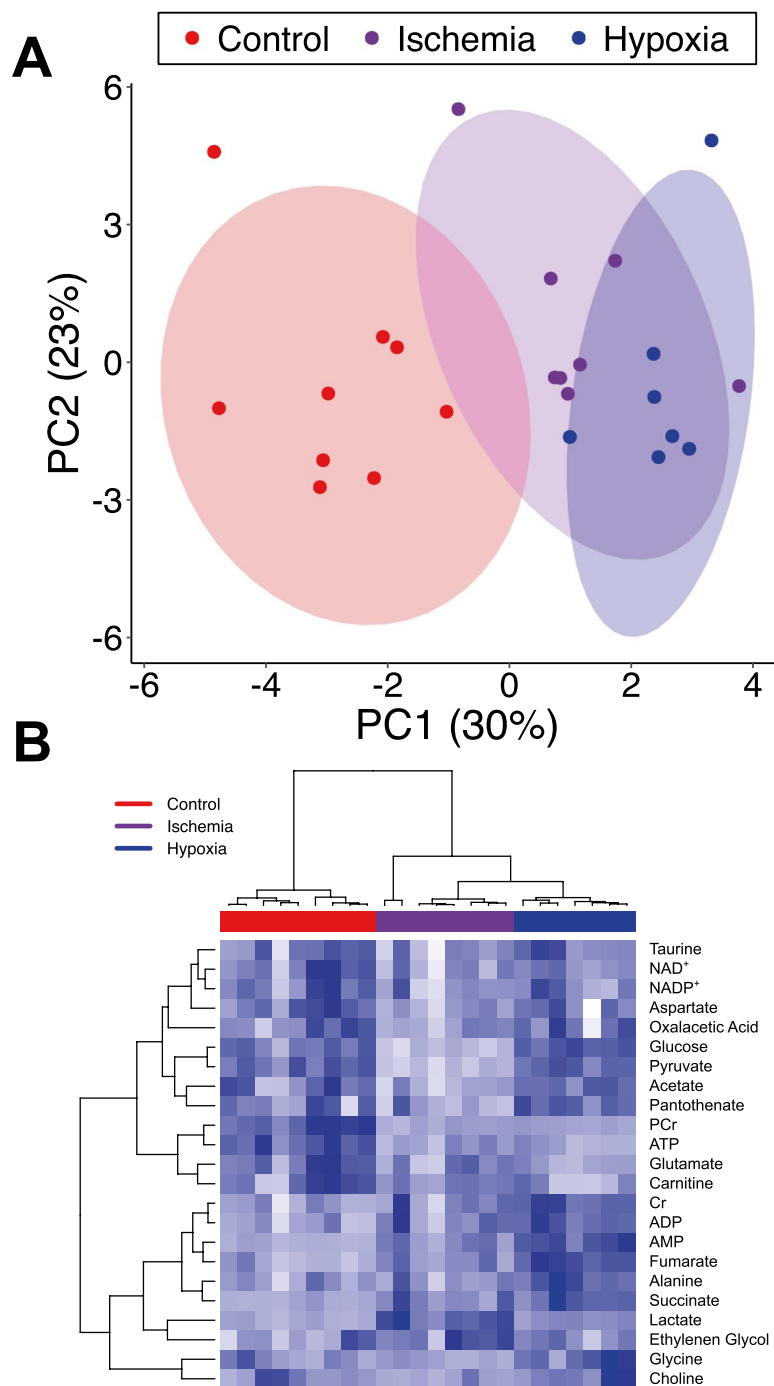 A
Control Ischemia Hypoxia
6
3
0
-3
-6
PC2 (23%)
-6 -4 -2 0 2 4
PC1 (30%)
B
Control
Ischemia
Hypoxia
Taurine
NAD+
NADP+
Aspartate
Oxalacetic Acid
Glucose
Pyruvate
Acetate
Pantothenate
PCr
ATP
Glutamate
Carnitine
Cr
ADP
AMP
Fumarate
Alanine
Succinate
Lactate
Ethylenen Glycol
Glycine
Choline